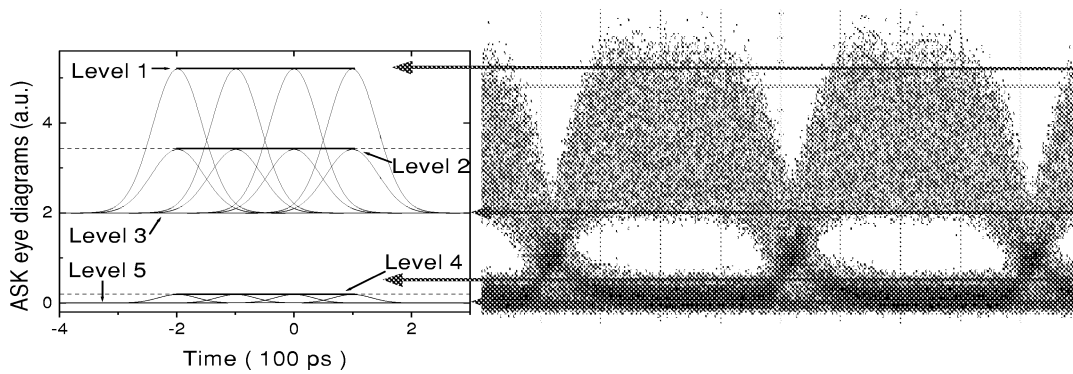 Level 1
Level 2
Level 3
Level 4
Level 5
ASK eye diagrams (a.u.)
4
2
0
-4
-2
0
2
Time ( 100 ps )